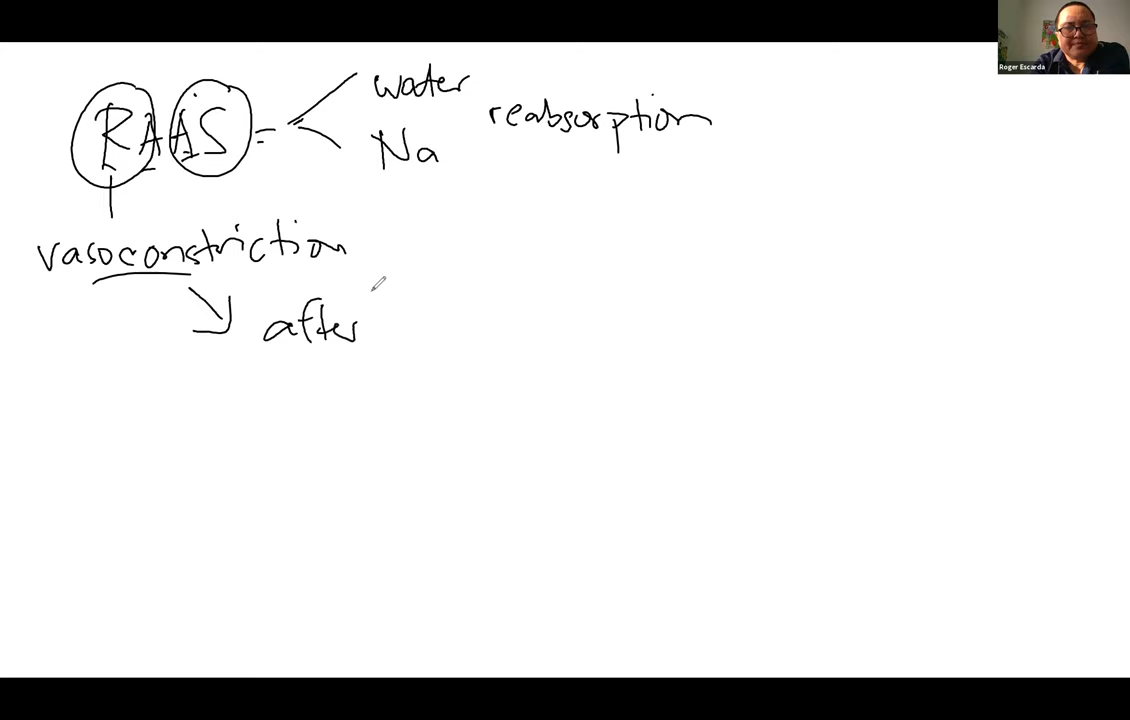 RAAS = water
Na
reabsorption
vasoconstriction
after
Roger Escarda